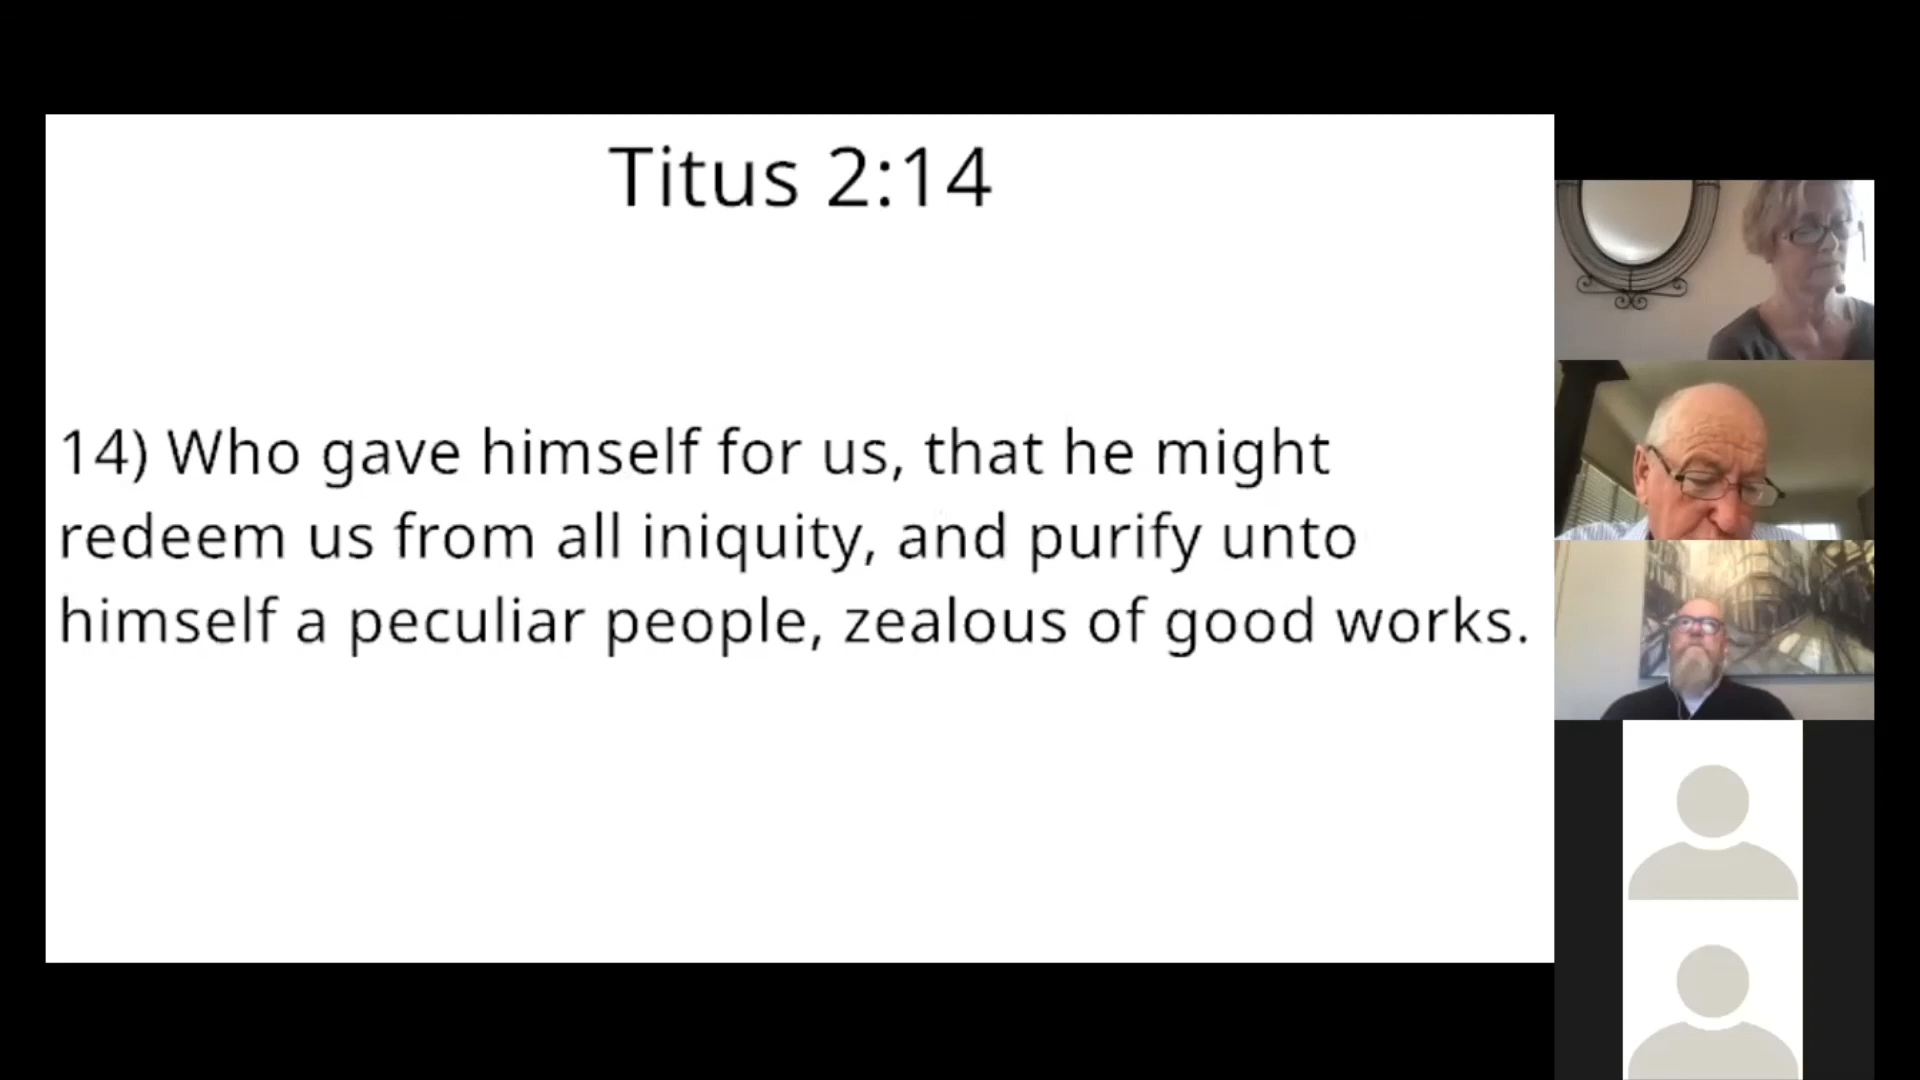 Titus 2:14
14) Who gave himself for us, that he might
redeem us from all iniquity, and purify unto
himself a peculiar people, zealous of good works.